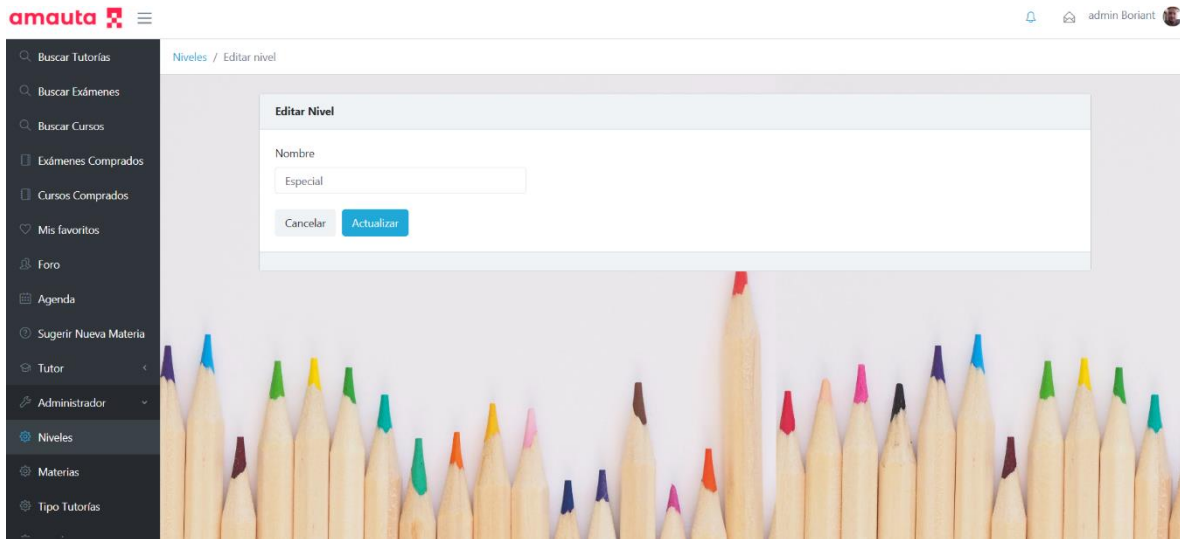 amauta
admin Boriant
Buscar Tutorías
Buscar Exámenes
Buscar Cursos
Exámenes Comprados
Cursos Comprados
Mis favoritos
Foro
Agenda
Sugerir Nueva Materia
Tutor
Administrador
Niveles
Materias
Tipo Tutorías
Niveles / Editar nivel
Editar Nivel
Nombre
Especial
Cancelar Actualizar